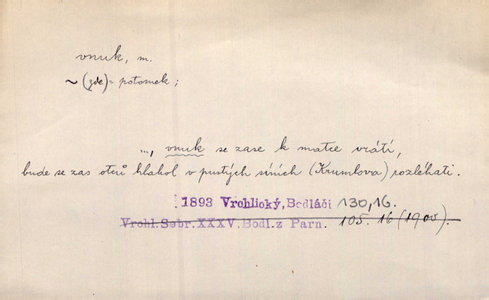 vnuk, m.
~ (zde) = potomek;
..., vnuk se zase k matce vrátí,
bude se zas otců hlahol v pustých síních (Krumlova) rozléhati.
1893 Vrchlický, Bodláčí 130,16.
Vrchl. Sebr. XXXV. Bodl. z Parn. 105. 16 (1900).